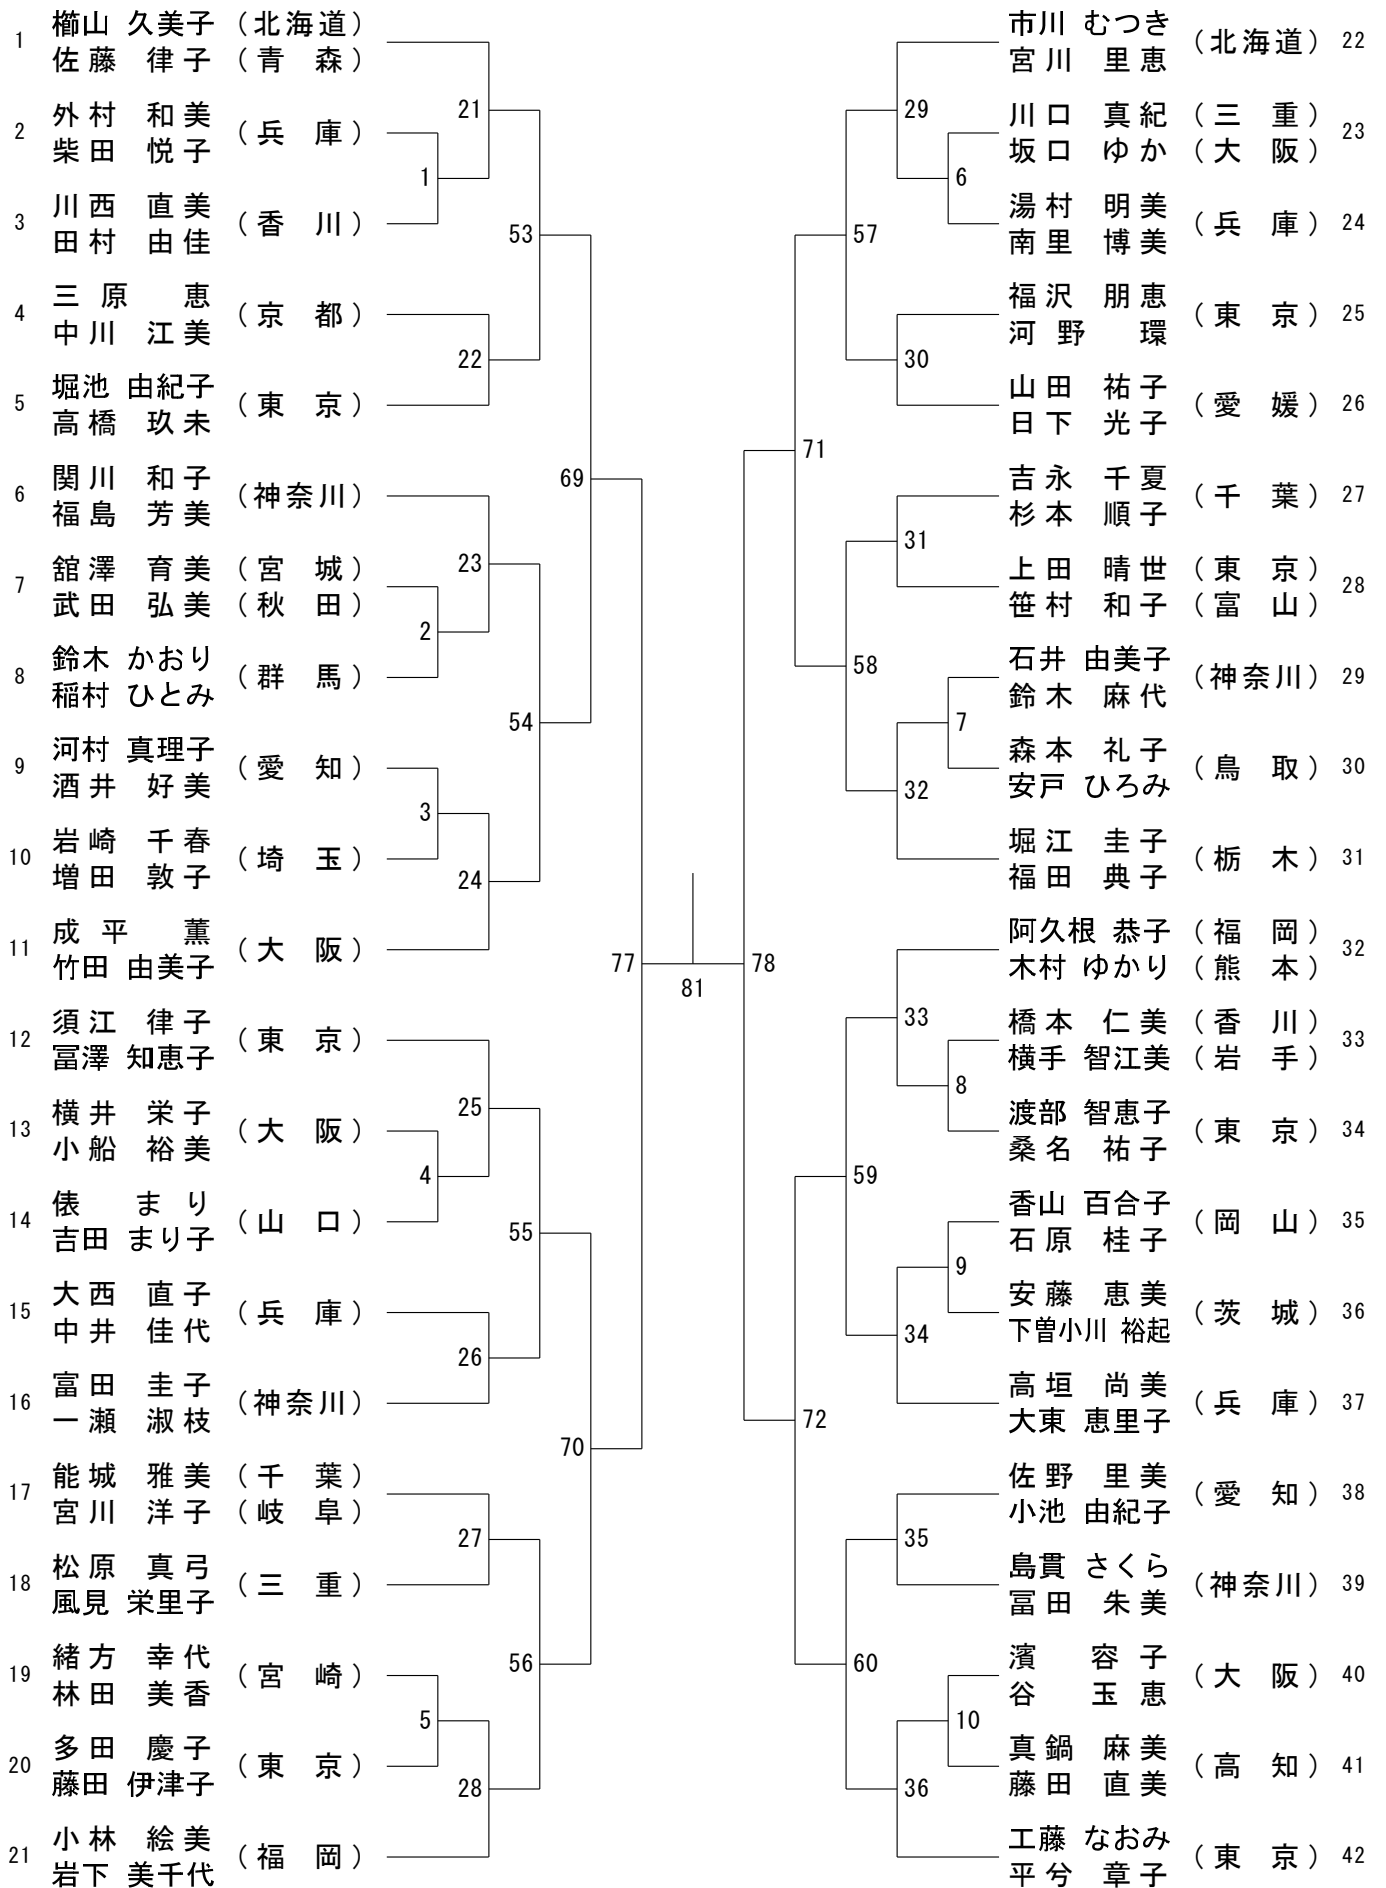 1 櫛山 久美子 (北海道)
佐藤 律子 (青森)
21
2 外村 和美 (兵庫)
柴田 悦子
1
3 川西 直美 (香川)
田村 由佳
53
4 三原 恵 (京都)
中川 江美
22
5 堀池 由紀子 (東京)
高橋 玖未
69
6 関川 和子 (神奈川)
福島 芳美
23
7 舘澤 育美 (宮城)
武田 弘美 (秋田)
2
8 鈴木 かおり (群馬)
稲村 ひとみ
54
9 河村 真理子 (愛知)
酒井 好美
3
10 岩崎 千春 (埼玉)
増田 敦子
24
11 成平 薫 (大阪)
竹田 由美子
77
12 須江 律子 (東京)
冨澤 知恵子
25
13 横井 栄子 (大阪)
小船 裕美
4
14 俵 まり (山口)
吉田 まり子
55
15 大西 直子 (兵庫)
中井 佳代
26
16 富田 圭子 (神奈川)
一瀬 淑枝
70
17 能城 雅美 (千葉)
宮川 洋子 (岐阜)
27
18 松原 真弓 (三重)
風見 栄里子
56
19 緒方 幸代 (宮崎)
林田 美香
5
20 多田 慶子 (東京)
藤田 伊津子
28
21 小林 絵美 (福岡)
岩下 美千代
81
市川 むつき (北海道) 22
宮川 里恵
29
川口 真紀 (三重) 23
坂口 ゆか (大阪)
6
湯村 明美 (兵庫) 24
南里 博美
57
福沢 朋恵 (東京) 25
河野 環
30
山田 祐子 (愛媛) 26
日下 光子
71
吉永 千夏 (千葉) 27
杉本 順子
31
上田 晴世 (東京) 28
笹村 和子 (富山)
58
石井 由美子 (神奈川) 29
鈴木 麻代
7
森本 礼子 (鳥取) 30
安戸 ひろみ
32
堀江 圭子 (栃木) 31
福田 典子
78
阿久根 恭子 (福岡) 32
木村 ゆかり (熊本)
33
橋本 仁美 (香川) 33
横手 智江美 (岩手)
8
渡部 智恵子 (東京) 34
桑名 祐子
59
香山 百合子 (岡山) 35
石原 桂子
9
安藤 恵美 (茨城) 36
下曽小川 裕起
34
高垣 尚美 (兵庫) 37
大東 恵里子
72
佐野 里美 (愛知) 38
小池 由紀子
35
島貫 さくら (神奈川) 39
冨田 朱美
60
濱 容子 (大阪) 40
谷 玉恵
10
真鍋 麻美 (高知) 41
藤田 直美
36
工藤 なおみ (東京) 42
平兮 章子